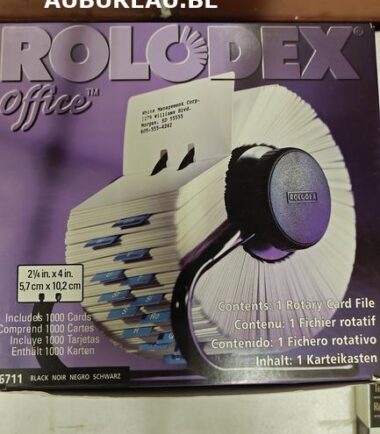 AUBUREAU.BE
ROLODEX®
Office™
White Management Corp.
1179 Williams Blvd.
Morgan, SD 55555
605-555-4242
ROLODEX
2¼ in. x 4 in.
5,7 cm x 10,2 cm
Includes 1000 Cards
Comprend 1000 Cartes
Incluye 1000 Tarjetas
Enthält 1000 Karten
Contents: 1 Rotary Card File
Contenu: 1 Fichier rotatif
Contenido: 1 Fichero rotativo
Inhalt: 1 Karteikasten
6711 BLACK NOIR NEGRO SCHWARZ